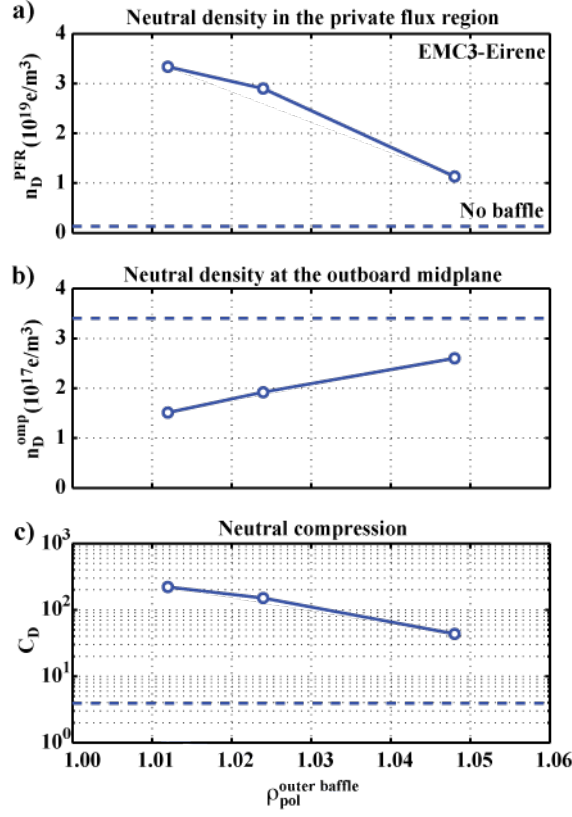 a) Neutral density in the private flux region
EMC3-Eirene
n_D^PFR (10^19 e/m^3)
4
3
2
1
0
No baffle
b) Neutral density at the outboard midplane
n_D^omp (10^17 e/m^3)
4
3
2
1
0
c) Neutral compression
C_D
10^3
10^2
10^1
10^0
1.00 1.01 1.02 1.03 1.04 1.05 1.06
ρ_pol^outer baffle